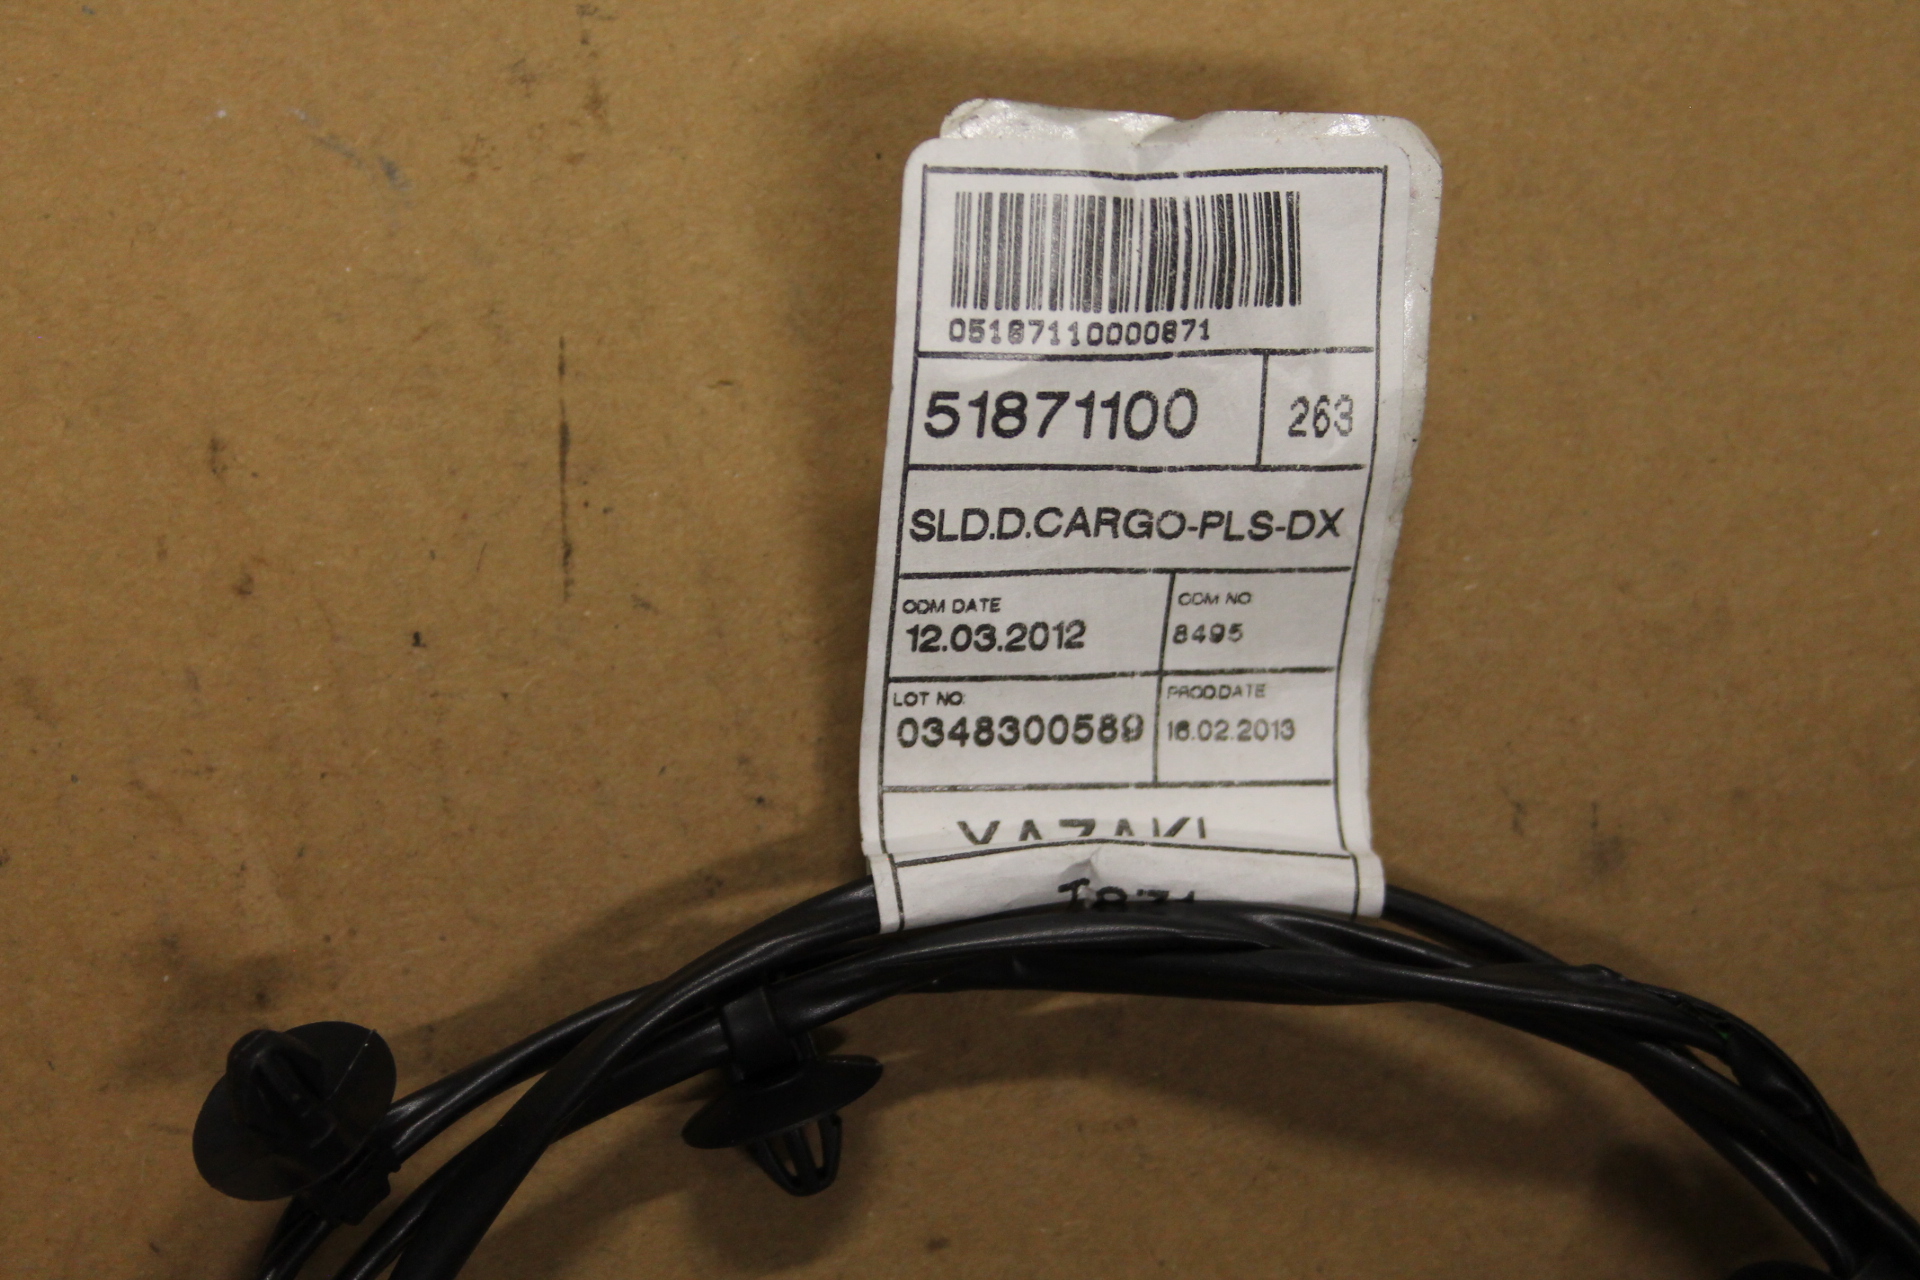 05187110000871
51871100 263
SLD.D.CARGO-PLS-DX
ODM DATE ODM NO
12.03.2012 8495
LOT NO: PROD.DATE
0348300589 16.02.2013
YAZAKI